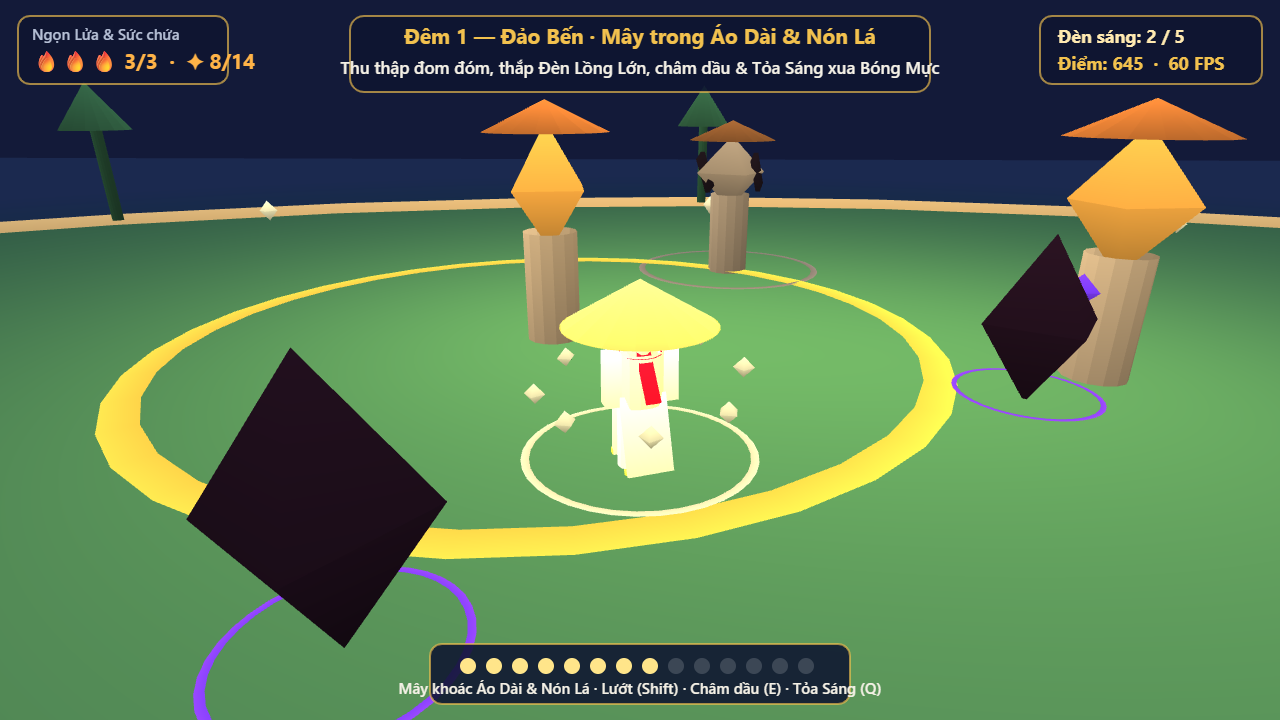 Ngọn Lửa & Sức chứa
🔥 🔥 🔥 3/3 · ✦ 8/14
Đêm 1 — Đảo Bến · Mây trong Áo Dài & Nón Lá
Thu thập đom đóm, thắp Đèn Lồng Lớn, châm dầu & Tỏa Sáng xua Bóng Mực
Đèn sáng: 2 / 5
Điểm: 645 · 60 FPS
Mây khoác Áo Dài & Nón Lá · Lướt (Shift) · Châm dầu (E) · Tỏa Sáng (Q)